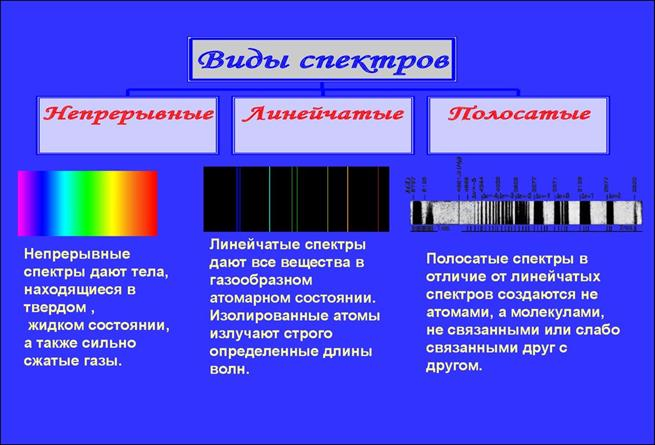 Виды спектров
Непрерывные
Линейчатые
Полосатые
Непрерывные
спектры дают тела,
находящиеся в
твердом ,
жидком состоянии,
а также сильно
сжатые газы.
Линейчатые спектры
дают все вещества в
газообразном
атомарном состоянии.
Изолированные атомы
излучают строго
определенные длины
волн.
Полосатые спектры в
отличие от линейчатых
спектров создаются не
атомами, а молекулами,
не связанными или слабо
связанными друг с
другом.